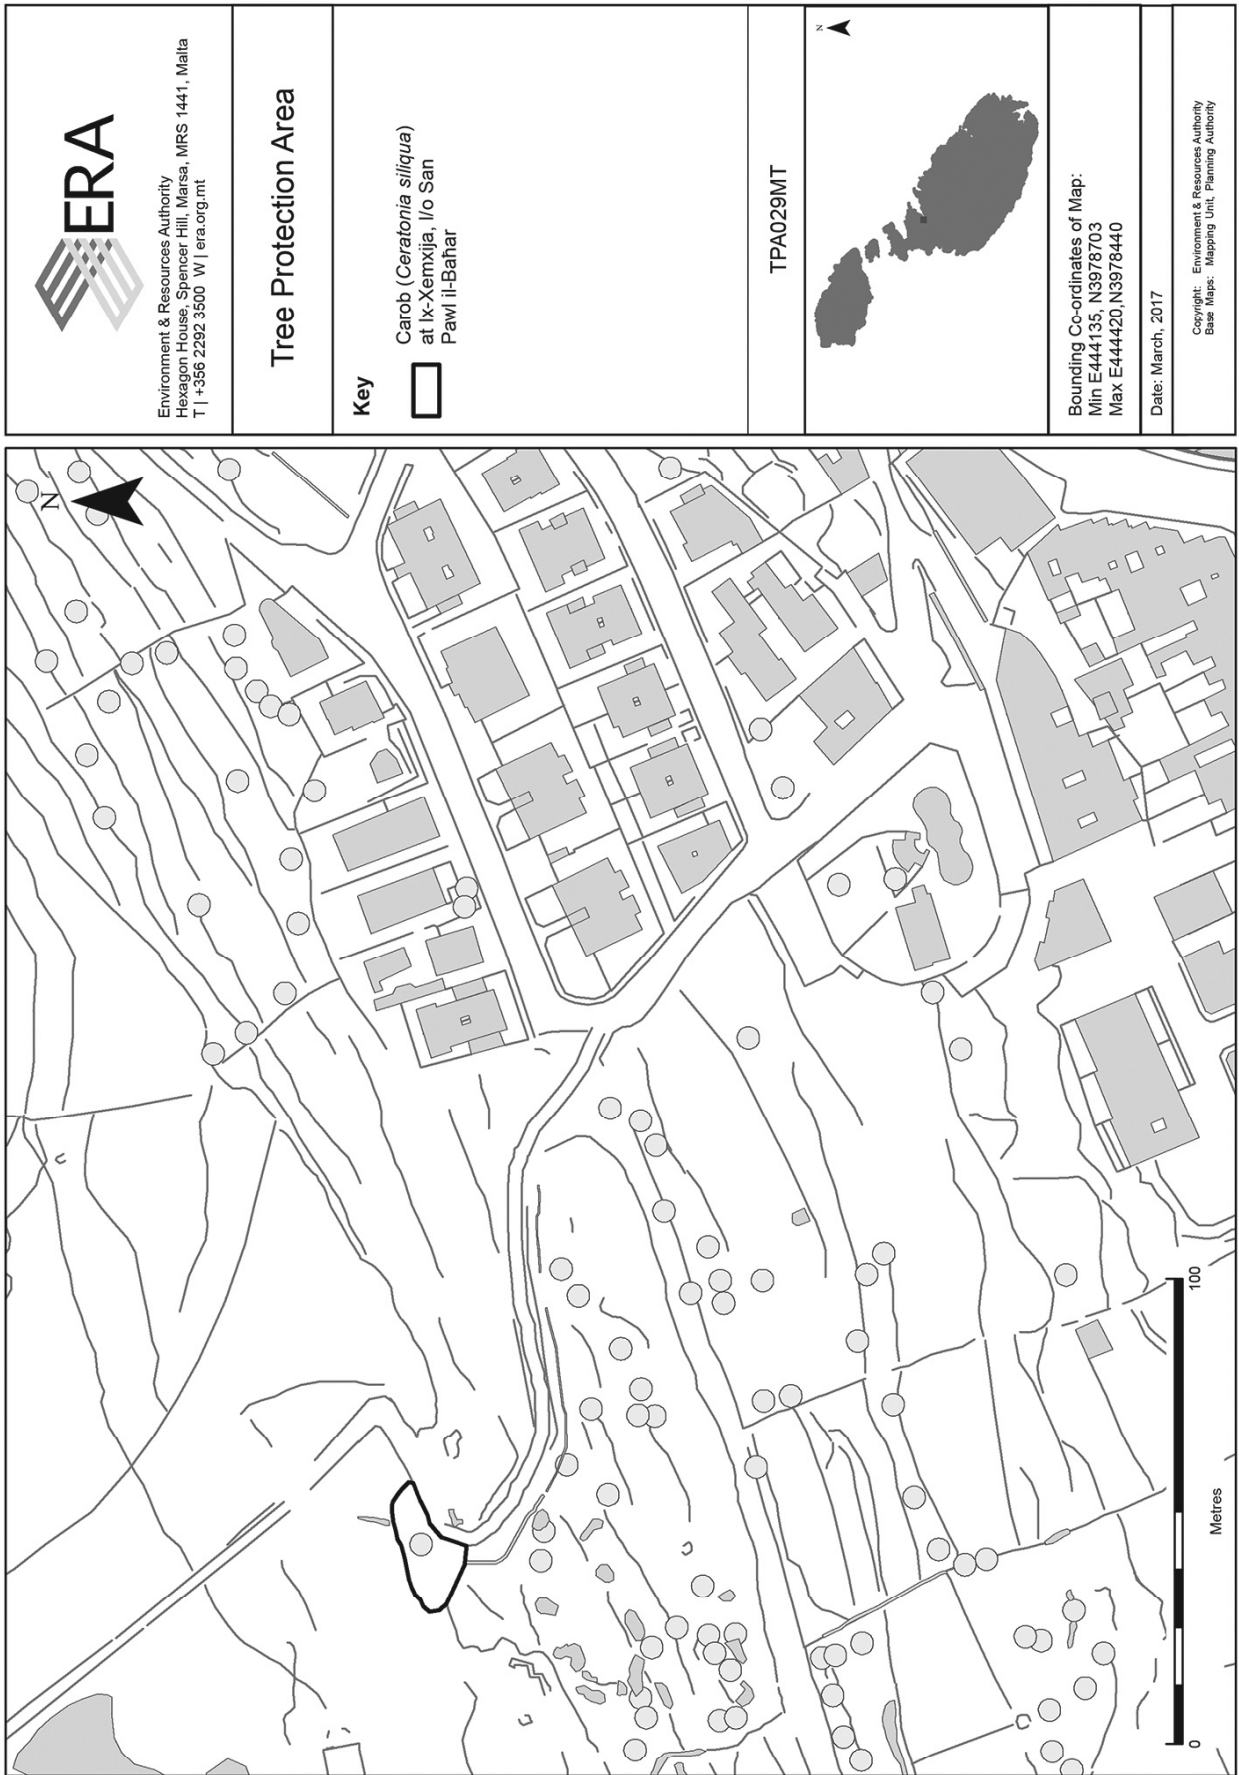 ERA
Environment & Resources Authority
Hexagon House, Spencer Hill, Marsa, MRS 1441, Malta
T | +356 2292 3500 W | era.org.mt
Tree Protection Area
Key
Carob (Ceratonia siliqua)
at Ix-Xemxija, l/o San
Pawl il-Baħar
TPA029MT
N
Bounding Co-ordinates of Map:
Min E444135, N3978703
Max E444420,N3978440
Date: March, 2017
Copyright: Environment & Resources Authority
Base Maps: Mapping Unit, Planning Authority
N
0
100
Metres